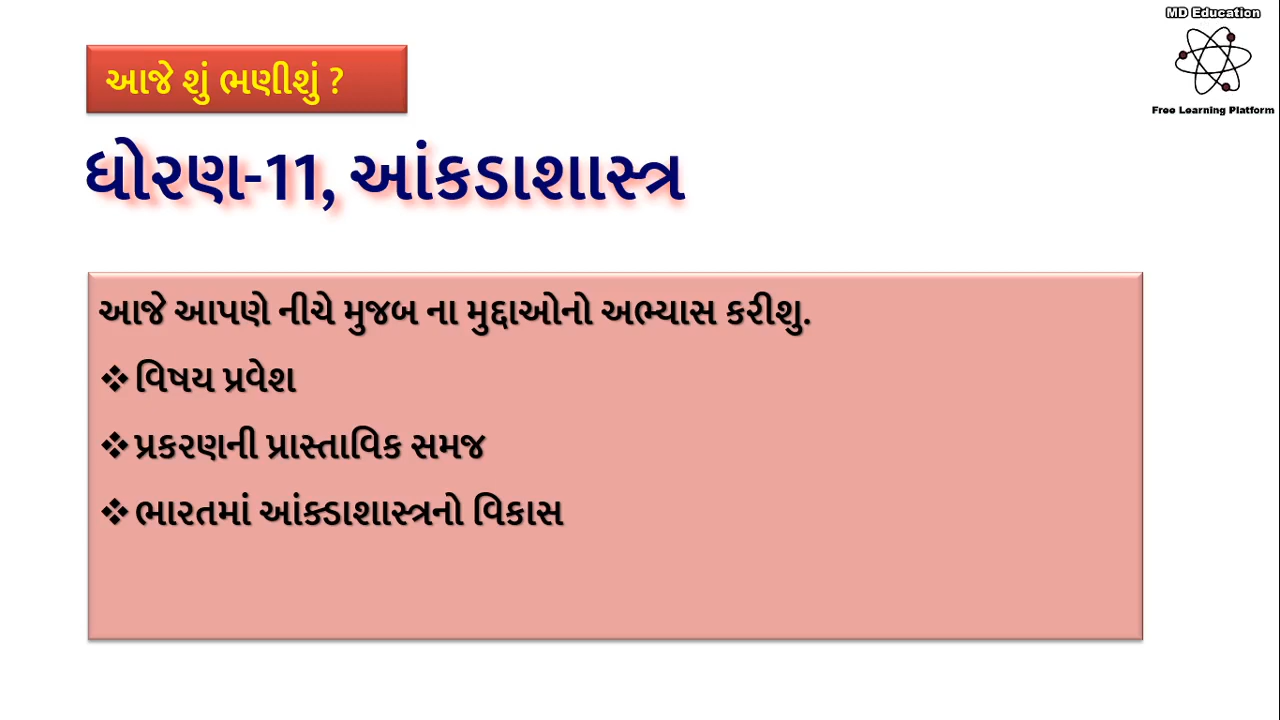 MD Education
Free Learning Platform
આજે શું ભણીશું ?
ધોરણ-11, આંકડાશાસ્ત્ર
આજે આપણે નીચે મુજબ ના મુદ્દાઓનો અભ્યાસ કરીશુ.
❖ વિષય પ્રવેશ
❖ પ્રકરણની પ્રાસ્તાવિક સમજ
❖ ભારતમાં આંક્ડાશાસ્ત્રનો વિકાસ